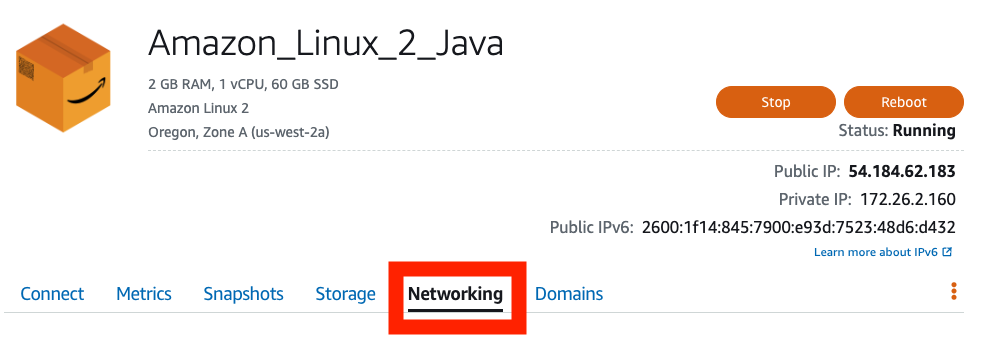 Amazon_Linux_2_Java
2 GB RAM, 1 vCPU, 60 GB SSD
Amazon Linux 2
Oregon, Zone A (us-west-2a)
Stop
Reboot
Status: Running
Public IP: 54.184.62.183
Private IP: 172.26.2.160
Public IPv6: 2600:1f14:845:7900:e93d:7523:48d6:d432
Learn more about IPv6
Connect Metrics Snapshots Storage Networking Domains